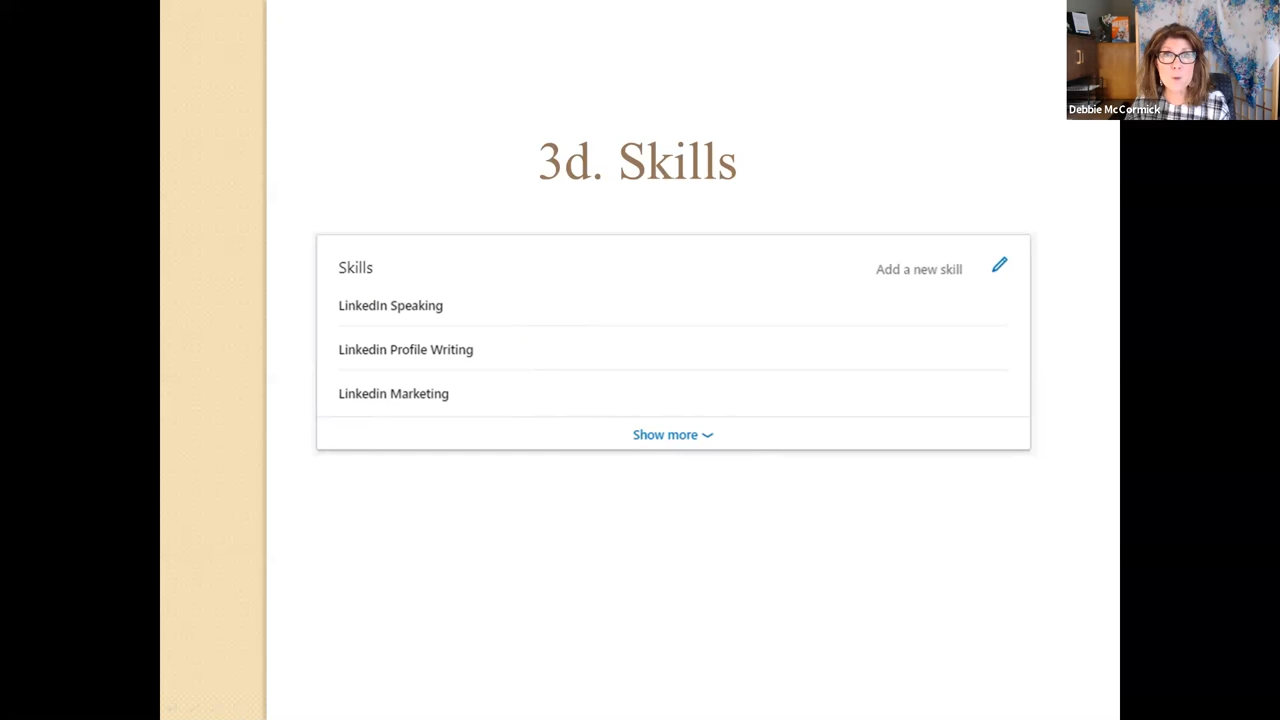 Debbie McCormick
3d. Skills
Skills
Add a new skill
LinkedIn Speaking
Linkedin Profile Writing
Linkedin Marketing
Show more